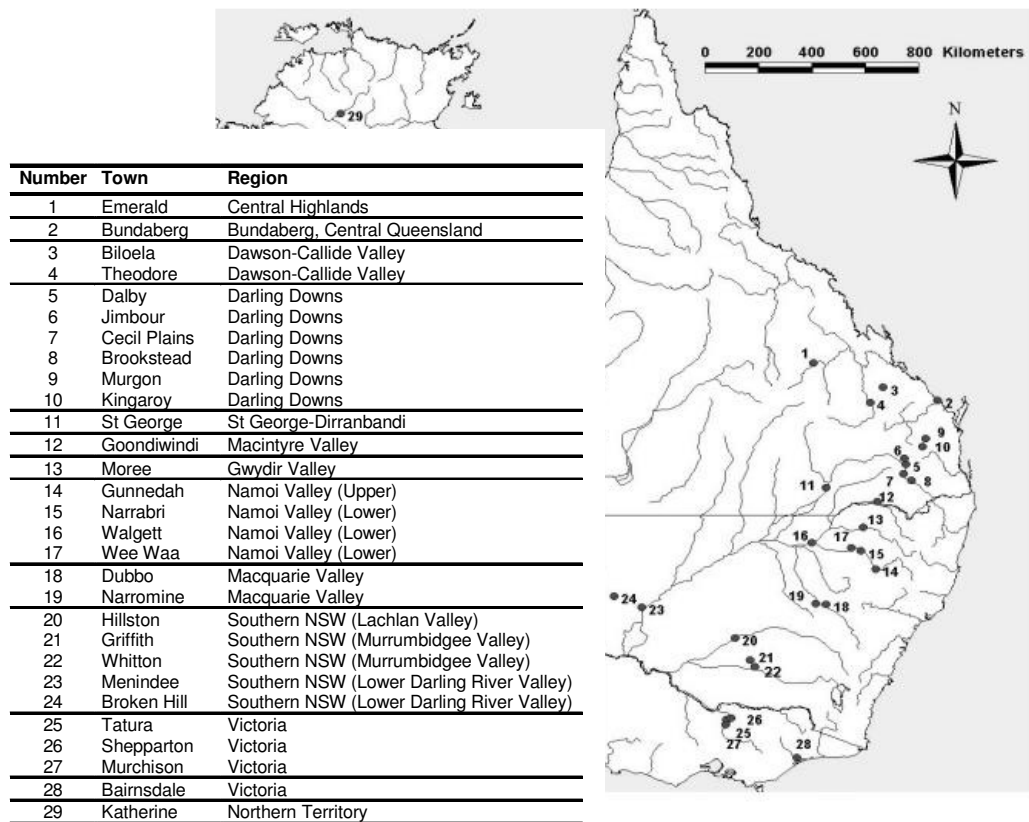 0 200 400 600 800 Kilometers
N
29
Number Town Region
1 Emerald Central Highlands
2 Bundaberg Bundaberg, Central Queensland
3 Biloela Dawson-Callide Valley
4 Theodore Dawson-Callide Valley
5 Dalby Darling Downs
6 Jimbour Darling Downs
7 Cecil Plains Darling Downs
8 Brookstead Darling Downs
9 Murgon Darling Downs
10 Kingaroy Darling Downs
11 St George St George-Dirranbandi
12 Goondiwindi Macintyre Valley
13 Moree Gwydir Valley
14 Gunnedah Namoi Valley (Upper)
15 Narrabri Namoi Valley (Lower)
16 Walgett Namoi Valley (Lower)
17 Wee Waa Namoi Valley (Lower)
18 Dubbo Macquarie Valley
19 Narromine Macquarie Valley
20 Hillston Southern NSW (Lachlan Valley)
21 Griffith Southern NSW (Murrumbidgee Valley)
22 Whitton Southern NSW (Murrumbidgee Valley)
23 Menindee Southern NSW (Lower Darling River Valley)
24 Broken Hill Southern NSW (Lower Darling River Valley)
25 Tatura Victoria
26 Shepparton Victoria
27 Murchison Victoria
28 Bairnsdale Victoria
29 Katherine Northern Territory
1
3
4 2
9
10
6
5
7 8
11
12
13
16 17
15
14
24
23
19 18
20
21
22
26
25
27 28